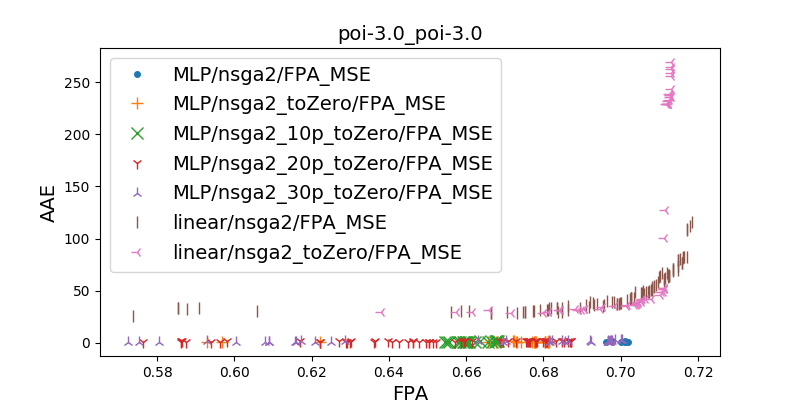 poi-3.0_poi-3.0
AAE
250
200
150
100
50
0
MLP/nsga2/FPA_MSE
MLP/nsga2_toZero/FPA_MSE
MLP/nsga2_10p_toZero/FPA_MSE
MLP/nsga2_20p_toZero/FPA_MSE
MLP/nsga2_30p_toZero/FPA_MSE
linear/nsga2/FPA_MSE
linear/nsga2_toZero/FPA_MSE
0.58 0.60 0.62 0.64 0.66 0.68 0.70 0.72
FPA